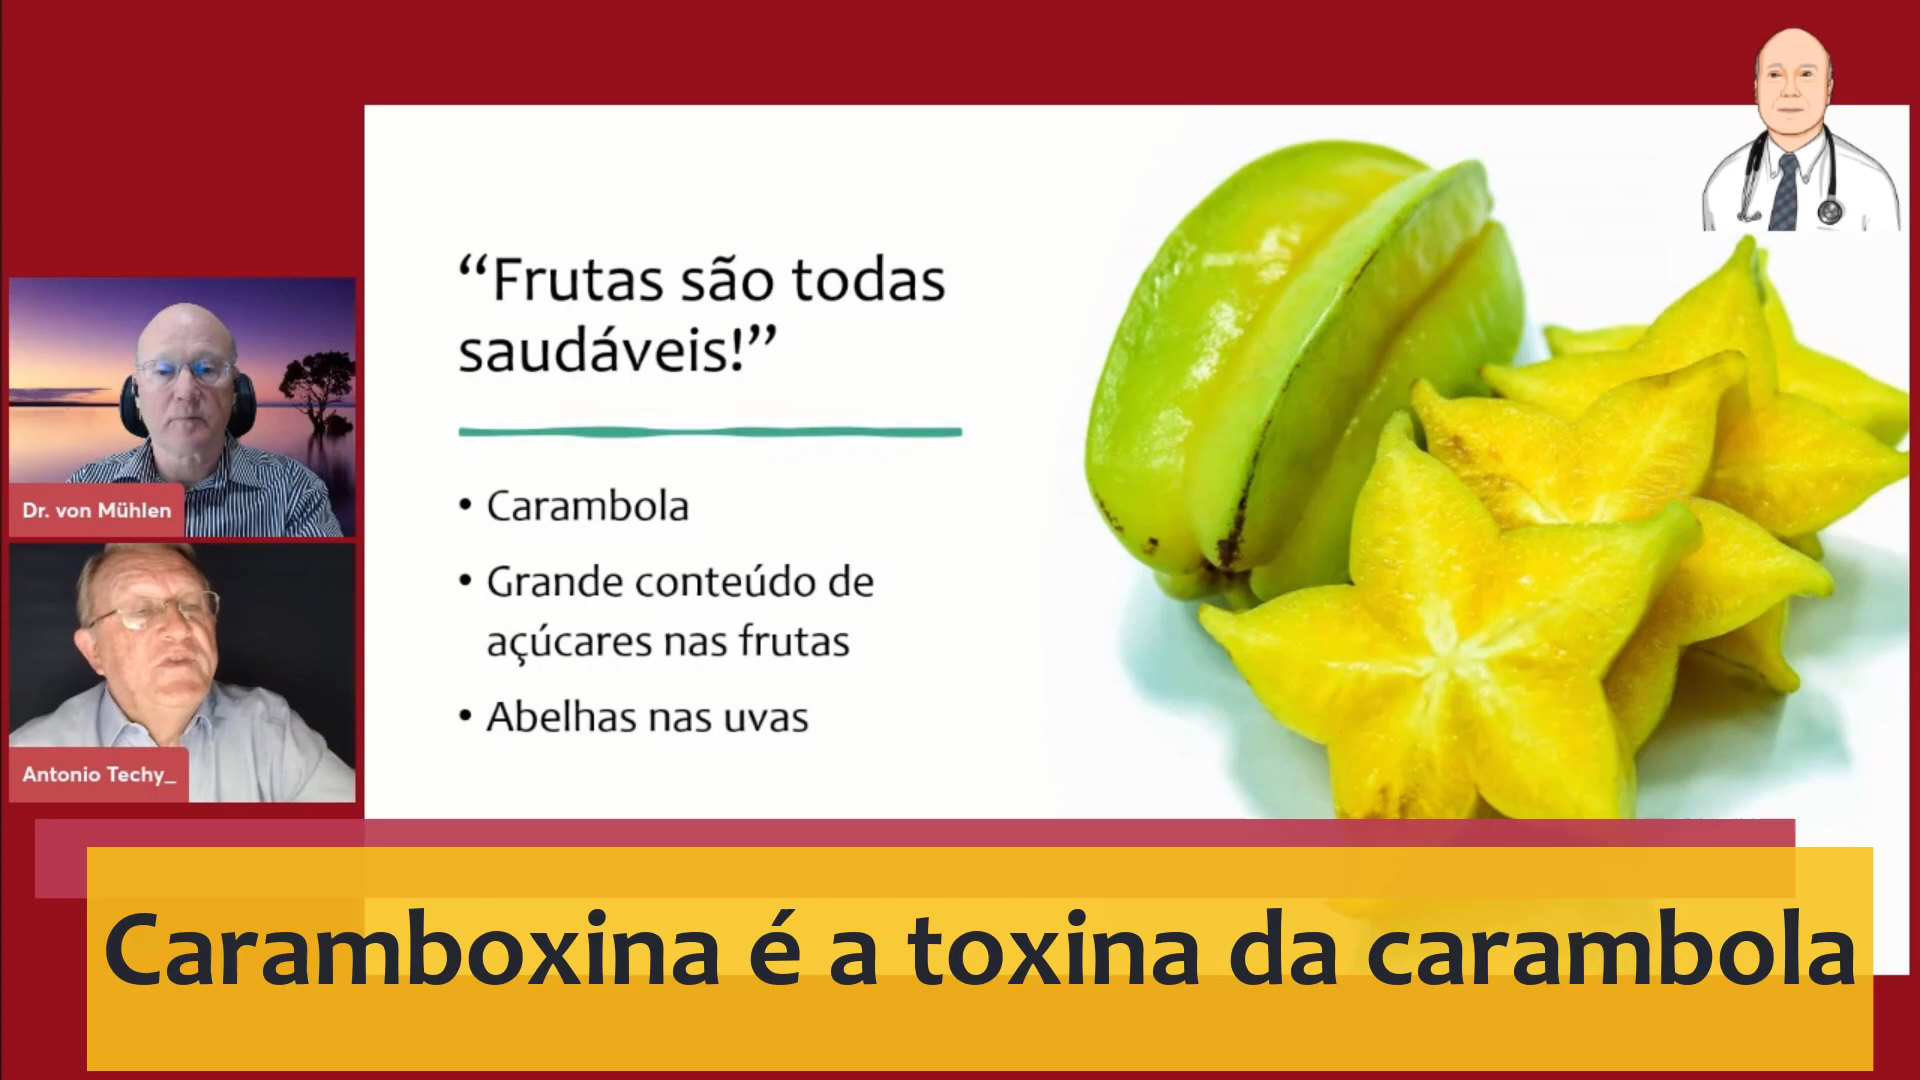 “Frutas são todas
saudáveis!”
• Carambola
• Grande conteúdo de
açúcares nas frutas
• Abelhas nas uvas
Dr. von Mühlen
Antonio Techy_
Caramboxina é a toxina da carambola